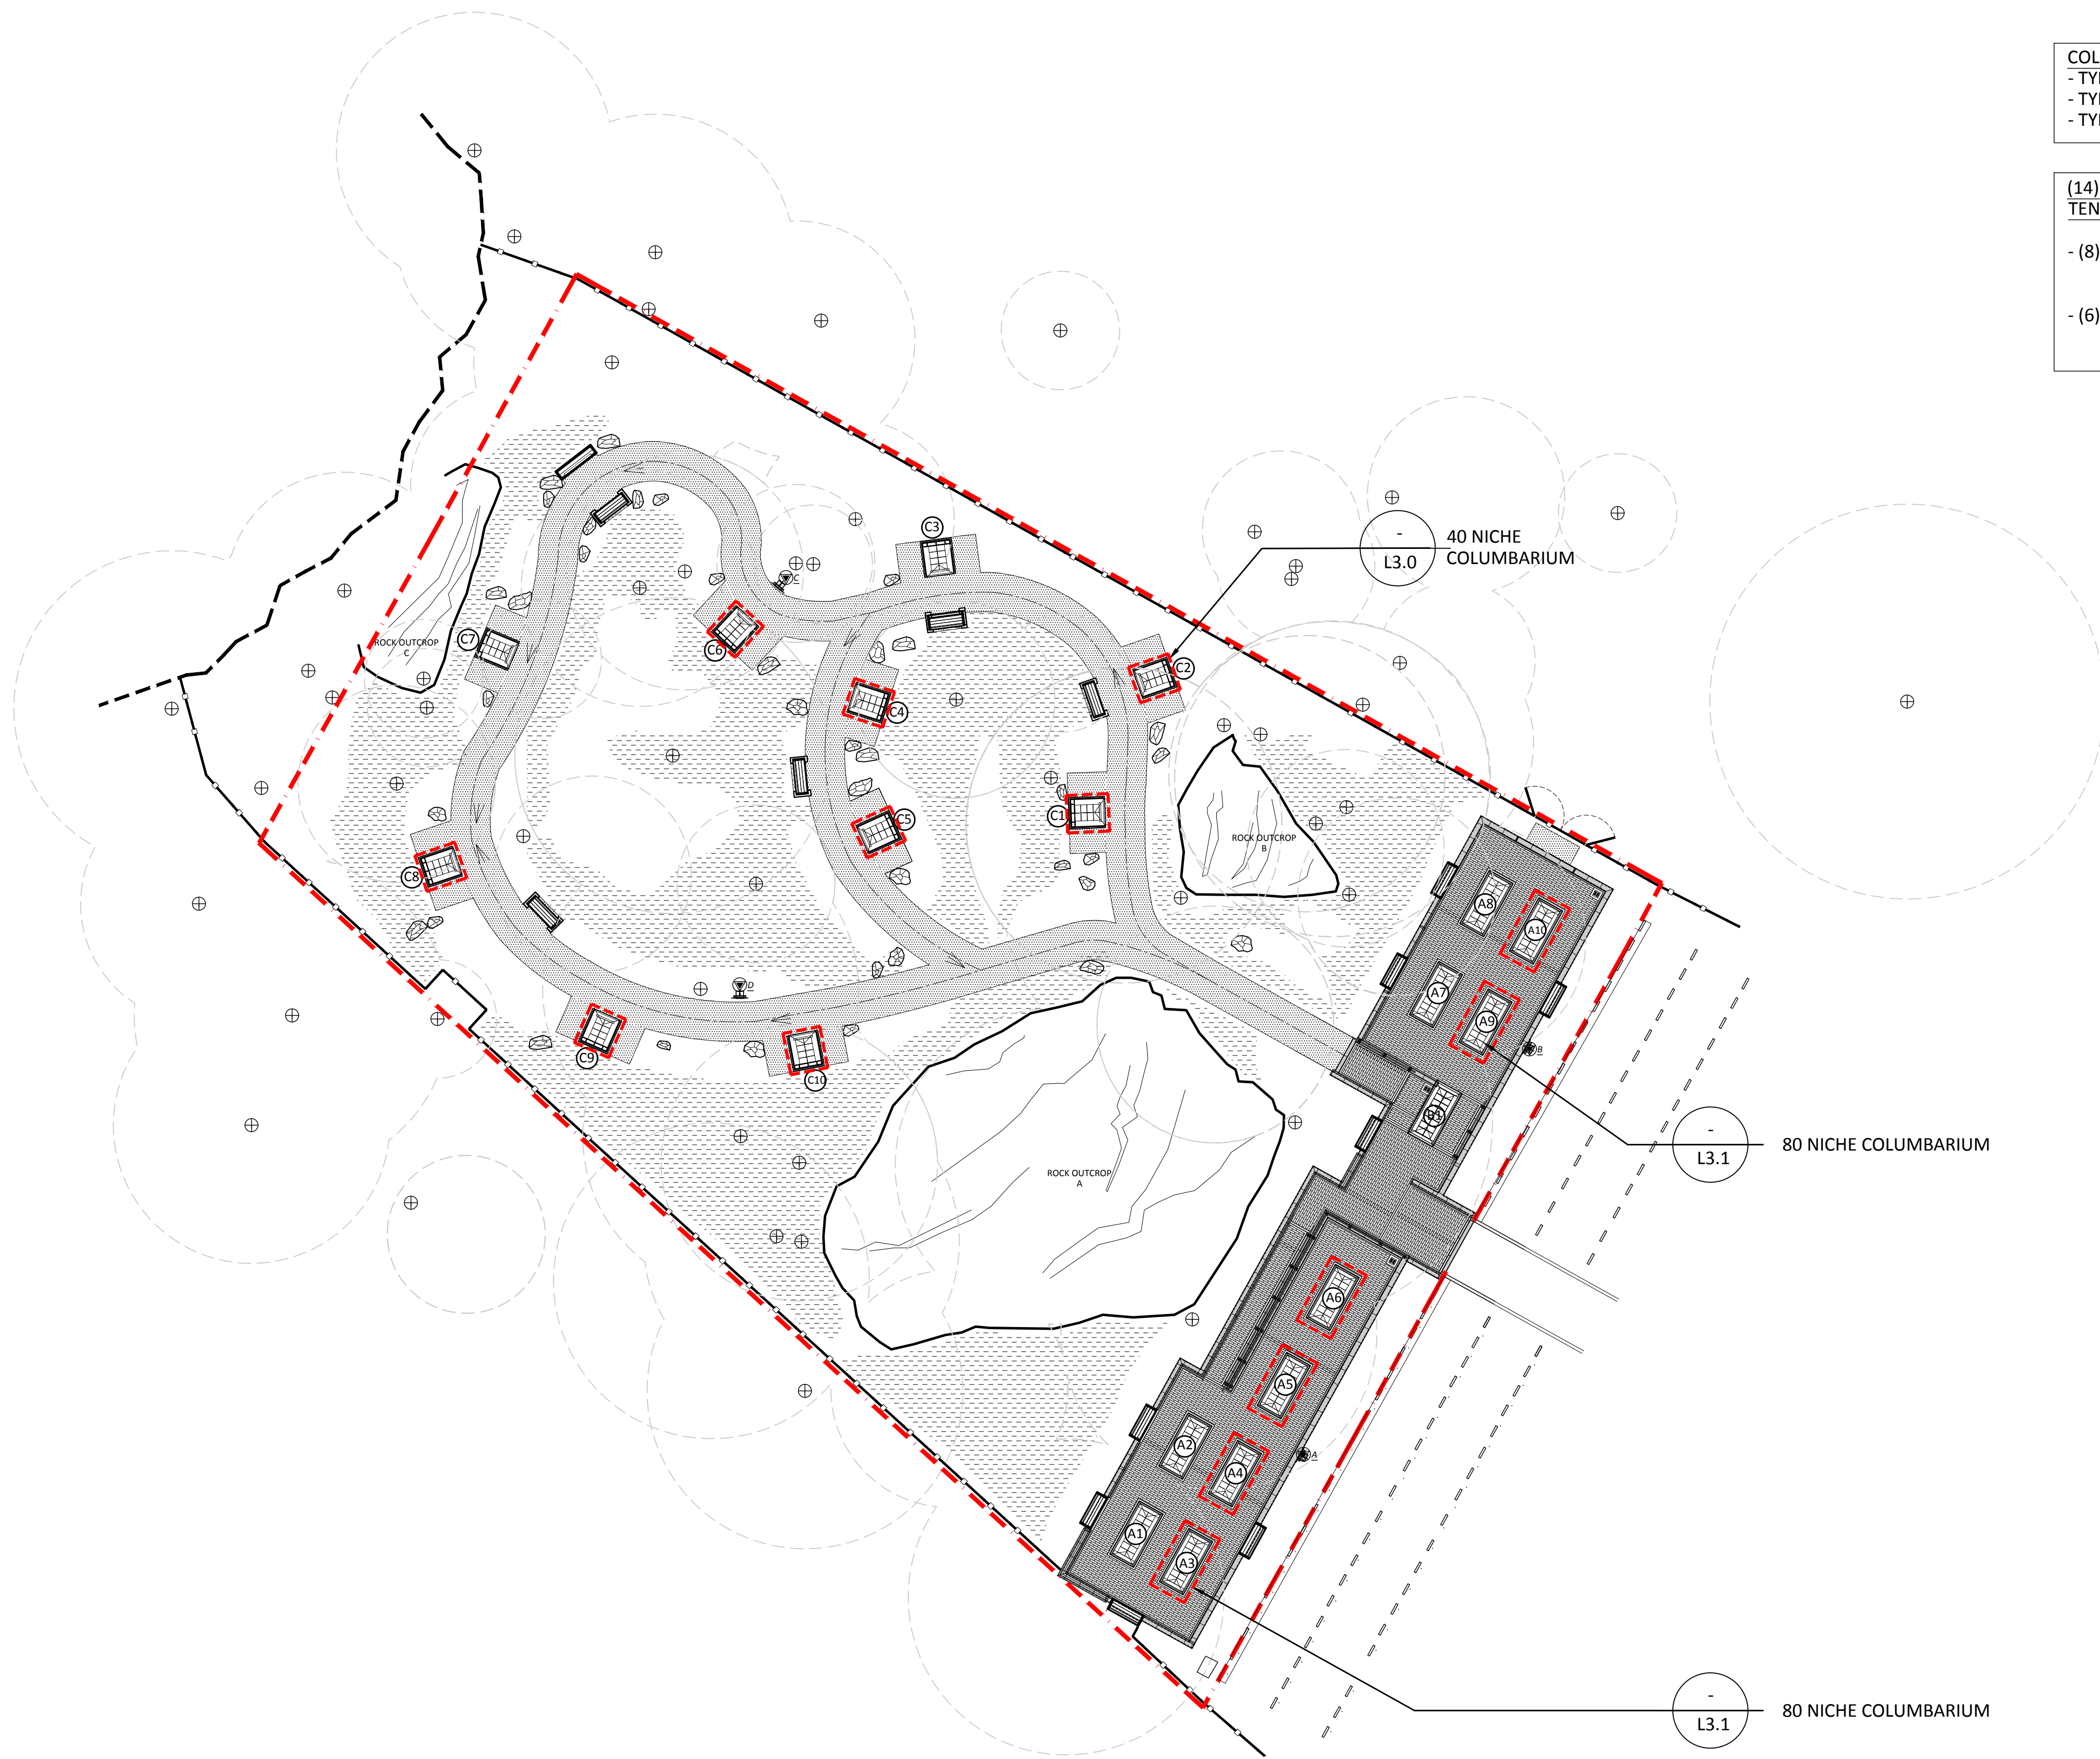 COL
- TY
- TY
- TY
(14)
TEN
- (8)
- (6)
C3
-
L3.0
40 NICHE
COLUMBARIUM
C
C7
ROCK OUTCROP
C
C6
C2
C4
C1
C5
ROCK OUTCROP
B
C8
A8
A10
D
A7
A9
B
C9
C10
B1
-
L3.1
80 NICHE COLUMBARIUM
ROCK OUTCROP
A
A6
A5
A2
A4
A
A1
A3
-
L3.1
80 NICHE COLUMBARIUM